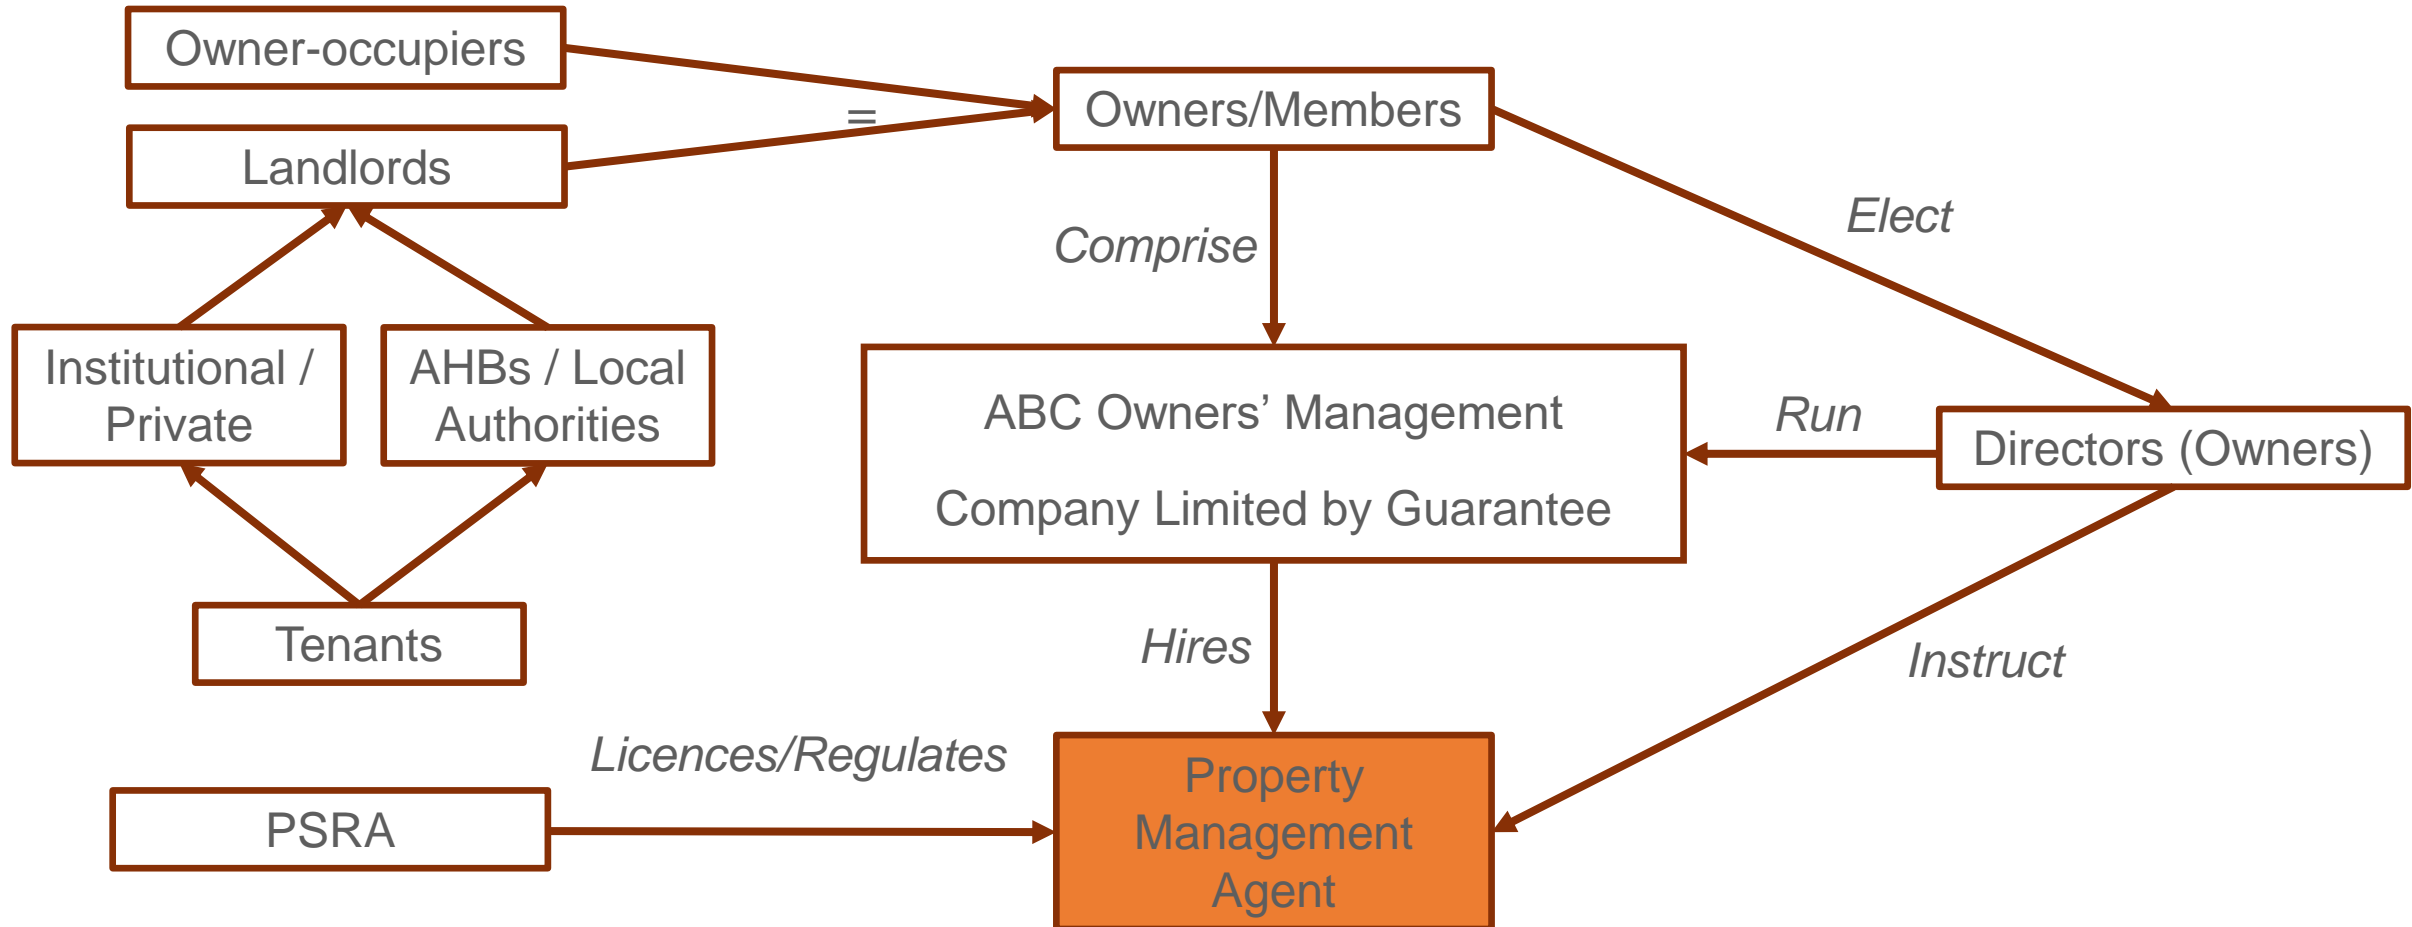 Owner-occupiers
Landlords
=
Owners/Members
Elect
Comprise
Institutional /
Private
AHBs / Local
Authorities
ABC Owners’ Management
Company Limited by Guarantee
Run
Directors (Owners)
Tenants
Hires
Instruct
Licences/Regulates
PSRA
Property
Management
Agent